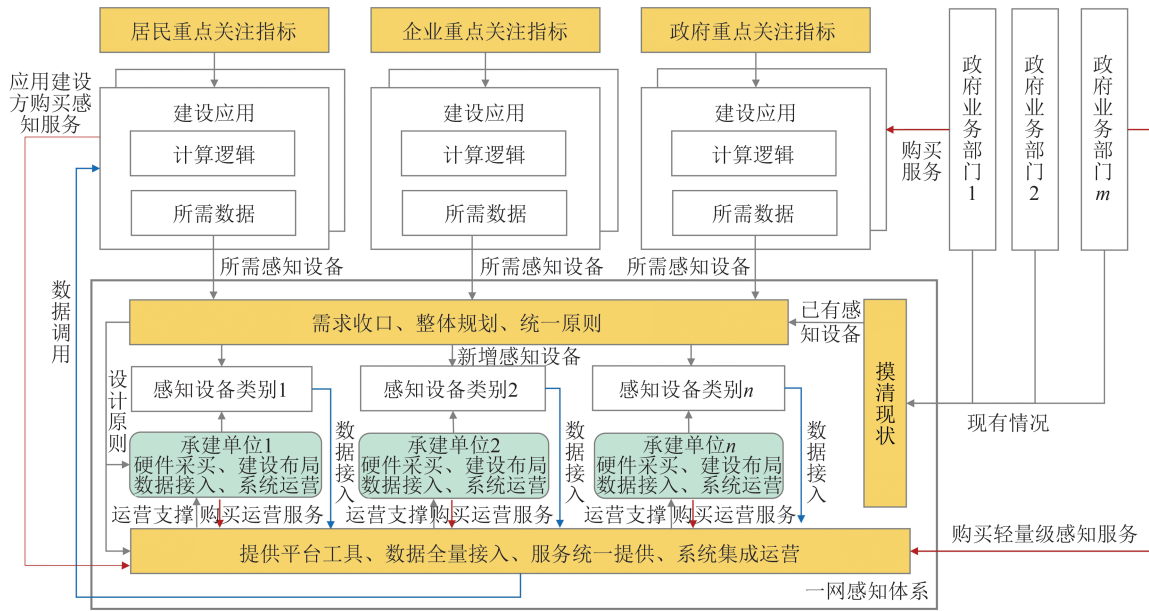 居民重点关注指标
企业重点关注指标
政府重点关注指标
应用建设
方购买感
知服务
建设应用
计算逻辑
所需数据
建设应用
计算逻辑
所需数据
建设应用
计算逻辑
所需数据
购买
服务
政府业务部门1
政府业务部门2
政府业务部门m
所需感知设备
所需感知设备
所需感知设备
数据调用
需求收口、整体规划、统一原则
已有感
知设备
摸清现状
现有情况
新增感知设备
设计原则
感知设备类别1
感知设备类别2
感知设备类别n
数据接入
数据接入
数据接入
承建单位1
硬件采买、建设布局
数据接入、系统运营
承建单位2
硬件采买、建设布局
数据接入、系统运营
承建单位n
硬件采买、建设布局
数据接入、系统运营
运营支撑
购买运营服务
运营支撑
购买运营服务
运营支撑
购买运营服务
购买轻量级感知服务
提供平台工具、数据全量接入、服务统一提供、系统集成运营
一网感知体系